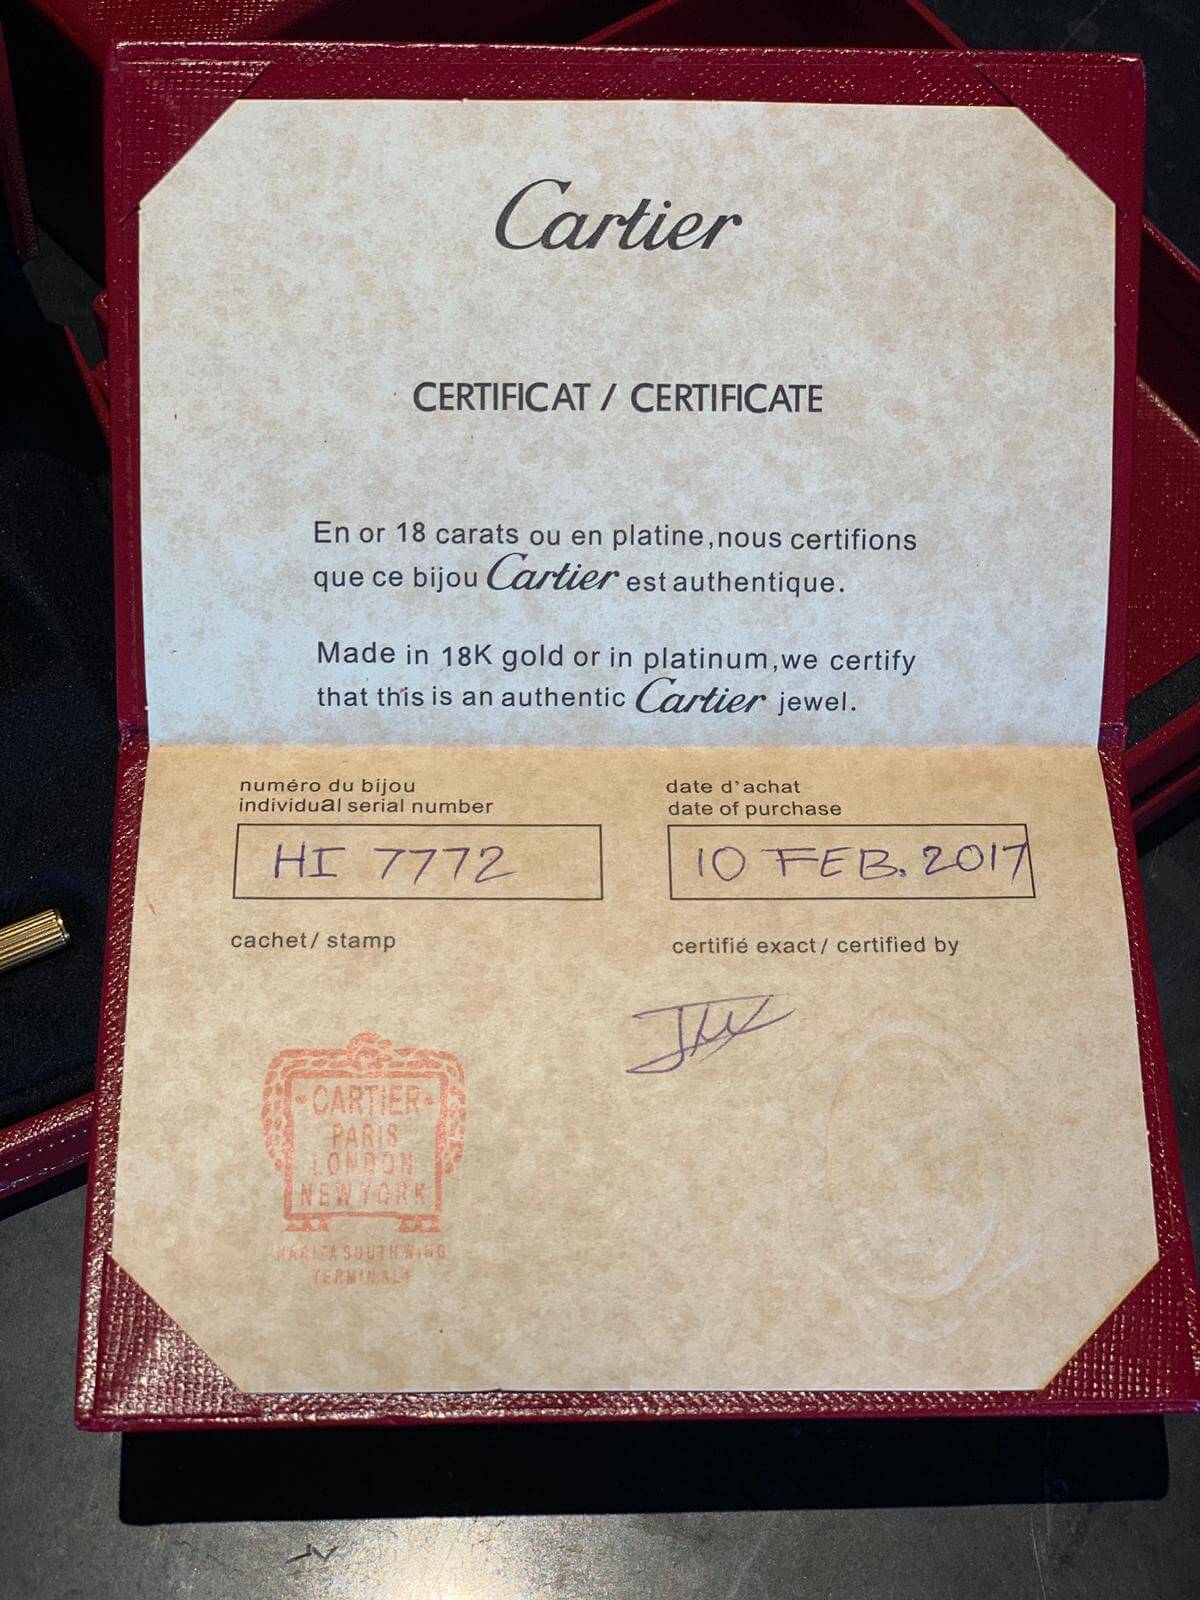 Cartier
CERTIFICAT / CERTIFICATE
En or 18 carats ou en platine,nous certifions
que ce bijou Cartier est authentique.
Made in 18K gold or in platinum,we certify
that this is an authentic Cartier jewel.
numéro du bijou
individual serial number
HI 7772
date d'achat
date of purchase
10 FEB. 2017
cachet/ stamp
certifié exact/ certified by
-CARTIER-
PARIS
LONDON
NEW YORK
SOUTH WING
TERMINAL1